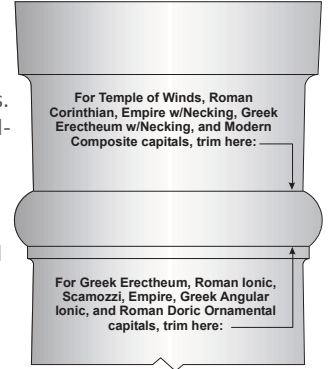 s.
For Temple of Winds, Roman
Corinthian, Empire w/Necking, Greek
Erectheum w/Necking, and Modern
Composite capitals, trim here:
For Greek Erectheum, Roman Ionic,
Scamozzi, Empire, Greek Angular
Ionic, and Roman Doric Ornamental
capitals, trim here: